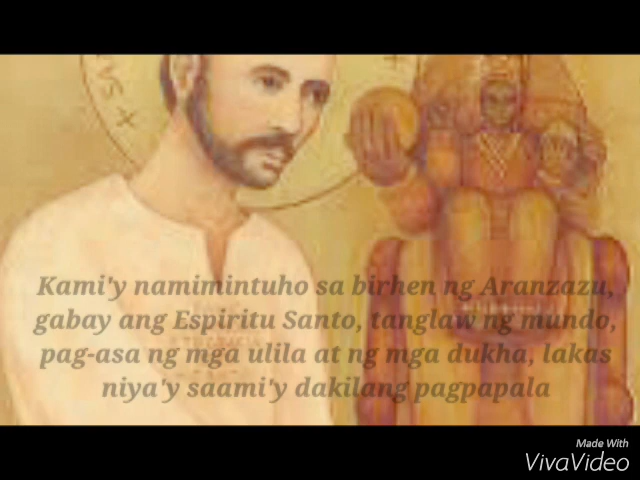 Kami'y namimintuho sa birhen ng Aranzazu,
gabay ang Espiritu Santo, tanglaw ng mundo,
pag-asa ng mga ulila at ng mga dukha, lakas
niya'y saami'y dakilang pagpapala
Made With
VivaVideo